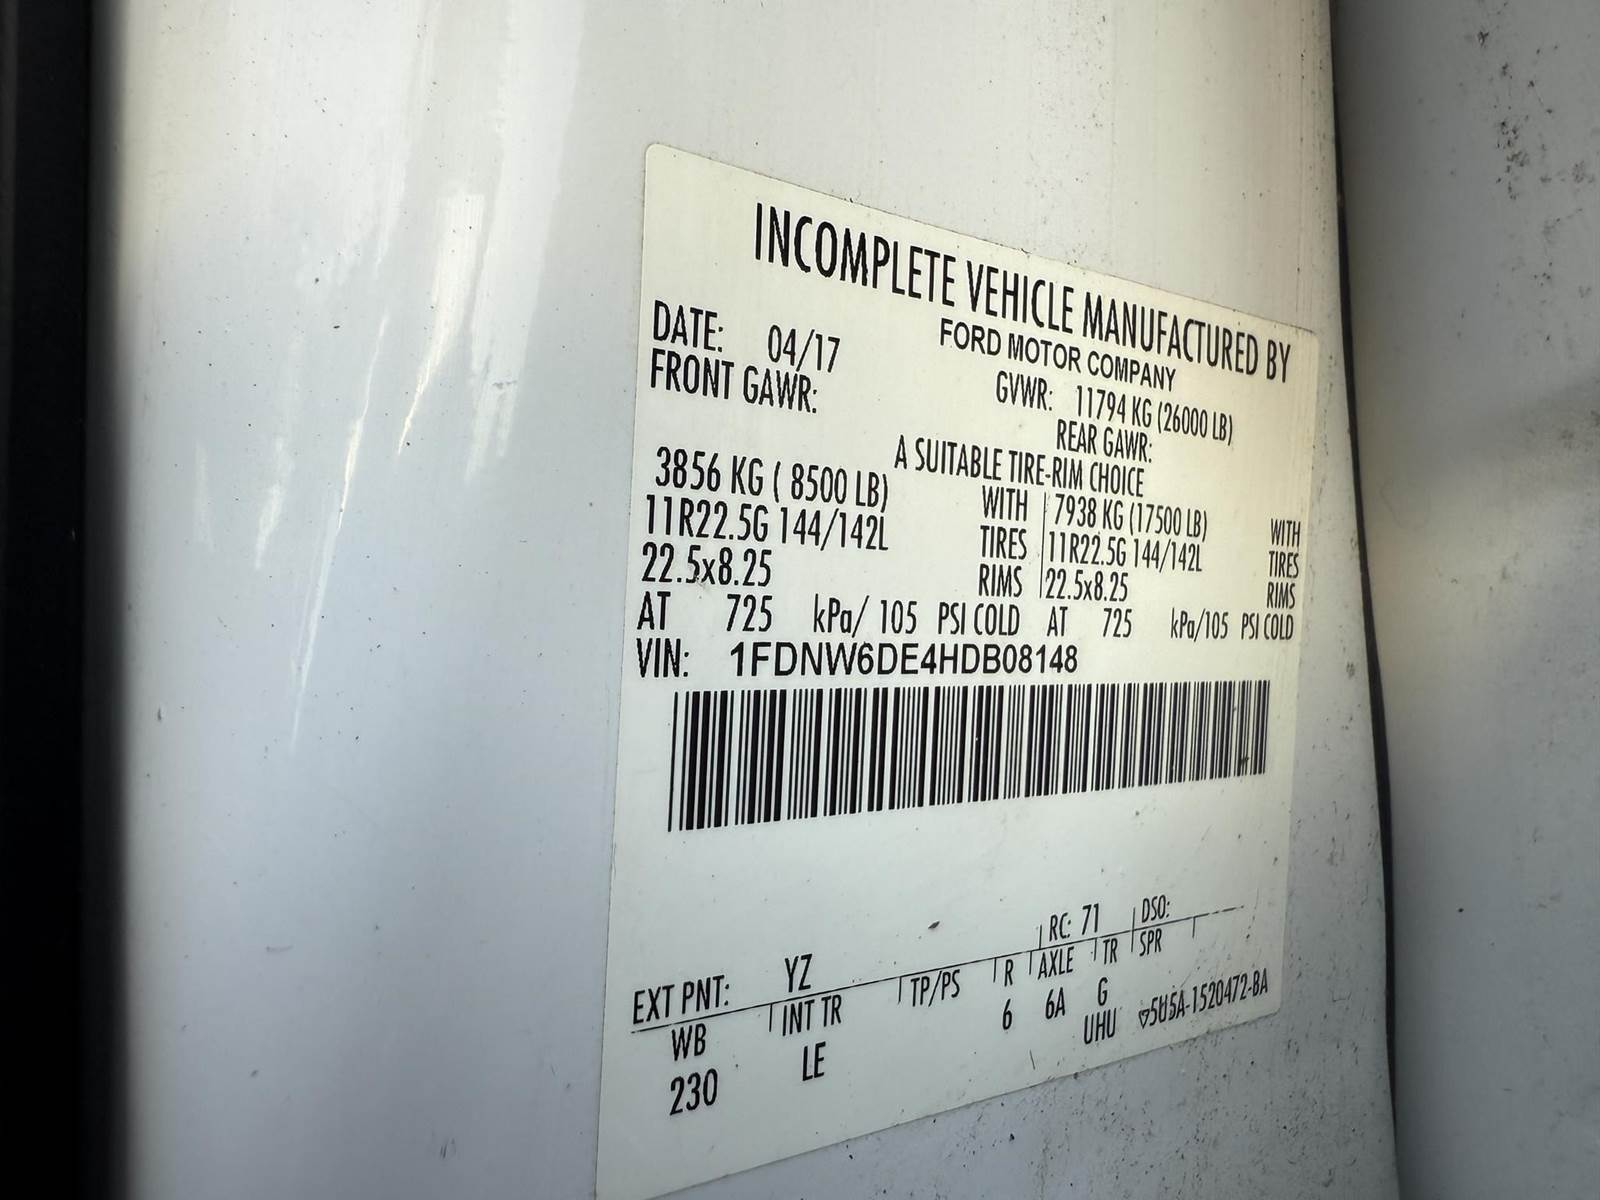 INCOMPLETE VEHICLE MANUFACTURED BY
FORD MOTOR COMPANY
DATE: 04/17 GVWR: 11794 KG (26000 LB)
FRONT GAWR: REAR GAWR:
A SUITABLE TIRE-RIM CHOICE
3856 KG ( 8500 LB) WITH 7938 KG (17500 LB) WITH
11R22.5G 144/142L TIRES 11R22.5G 144/142L TIRES
22.5x8.25 RIMS 22.5x8.25 RIMS
AT 725 kPa/ 105 PSI COLD AT 725 kPa/105 PSI COLD
VIN: 1FDNW6DE4HDB08148
EXT PNT: YZ RC: 71 DSO:
WB INT TR TP/PS R AXLE TR SPR
230 LE 6 6A G
UHU 5U5A-1520472-BA